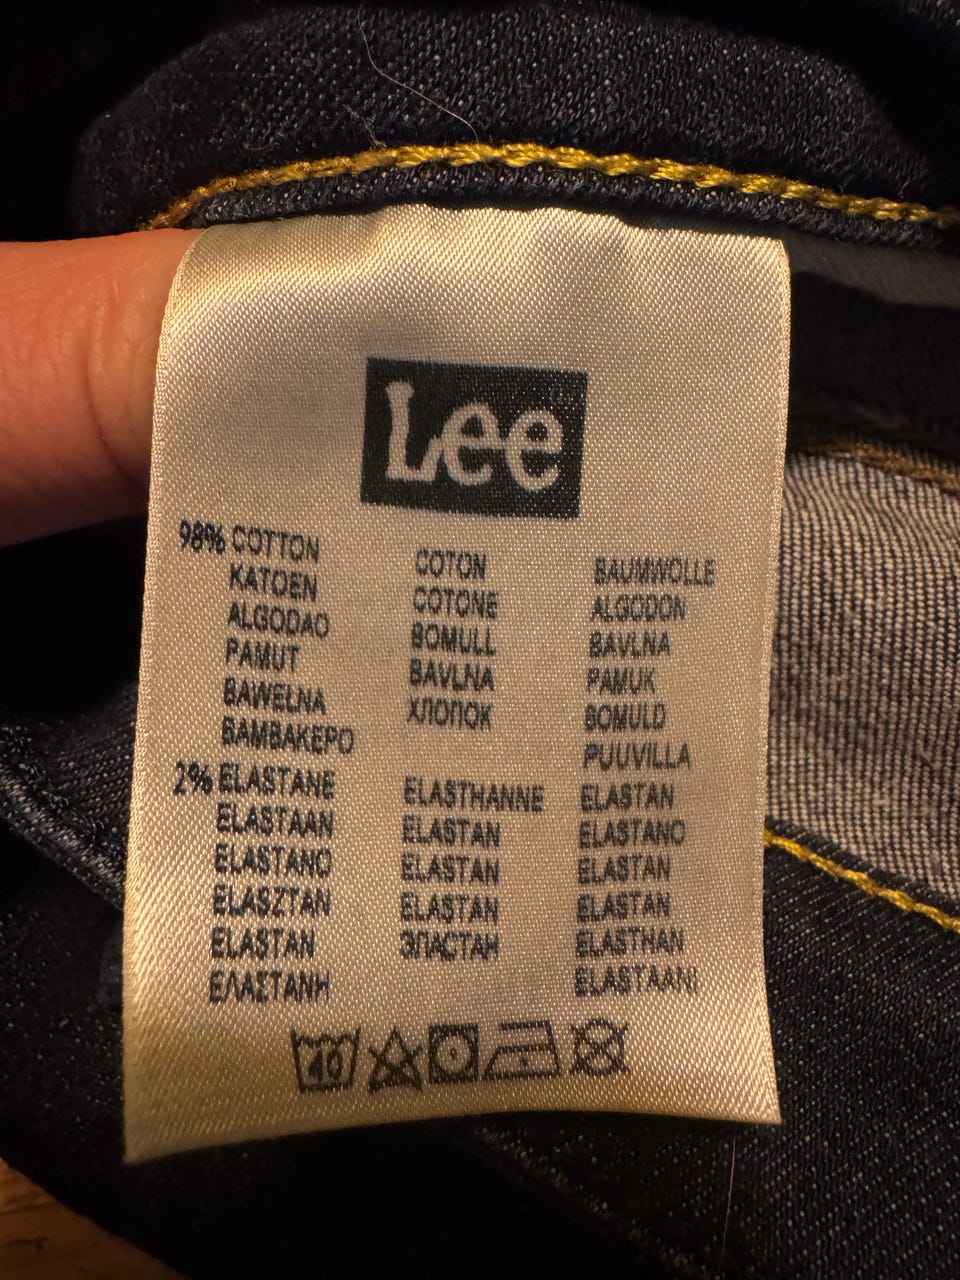 Lee
98% COTTON COTON BAUMWOLLE
KATOEN COTONE ALGODON
ALGODAO BOMULL BAVLNA
PAMUT BAVLNA PAMUK
BAWEŁNA ХЛОПОК BOMULD
ΒΑΜΒΑΚΕΡΟ PUUVILLA
2% ELASTANE ELASTHANNE ELASTAN
ELASTAAN ELASTAN ELASTANO
ELASTANO ELASTAN ELASTAN
ELASZTAN ELASTAN ELASTAN
ELASTAN ЭЛАСТАН ELASTHAN
ΕΛΑΣΤΑΝΗ ELASTAANI
40